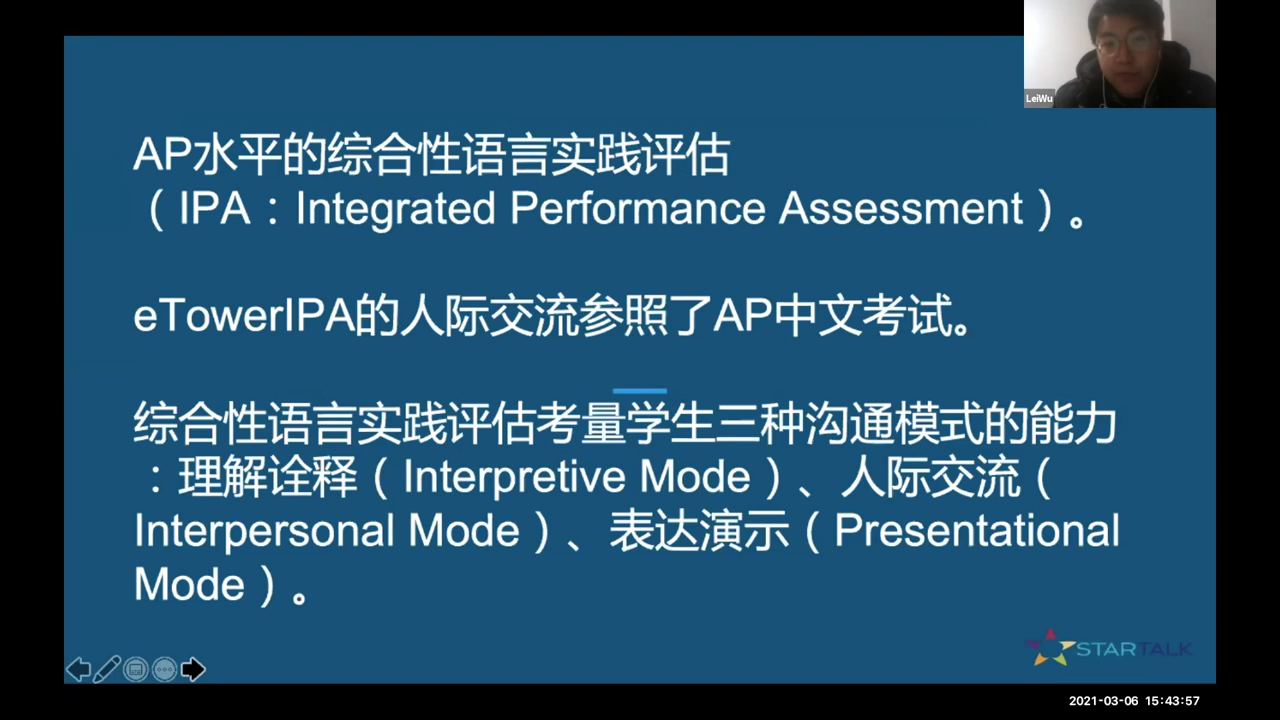 LeiWu
AP水平的综合性语言实践评估
（IPA：Integrated Performance Assessment）。
eTowerIPA的人际交流参照了AP中文考试。
综合性语言实践评估考量学生三种沟通模式的能力
：理解诠释（Interpretive Mode）、人际交流（
Interpersonal Mode）、表达演示（Presentational
Mode）。
STARTALK
2021-03-06 15:43:57